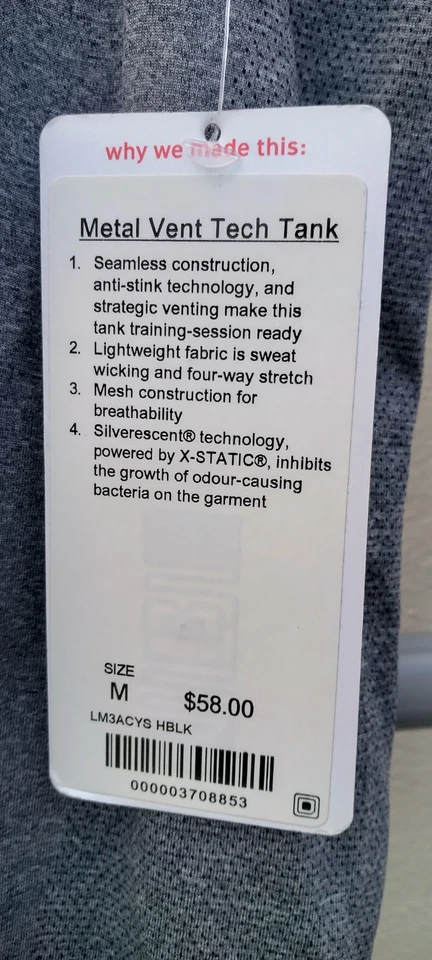 why we made this:
Metal Vent Tech Tank
1. Seamless construction,
anti-stink technology, and
strategic venting make this
tank training-session ready
2. Lightweight fabric is sweat
wicking and four-way stretch
3. Mesh construction for
breathability
4. Silverescent® technology,
powered by X-STATIC®, inhibits
the growth of odour-causing
bacteria on the garment
SIZE
M $58.00
LM3ACYS HBLK
000003708853